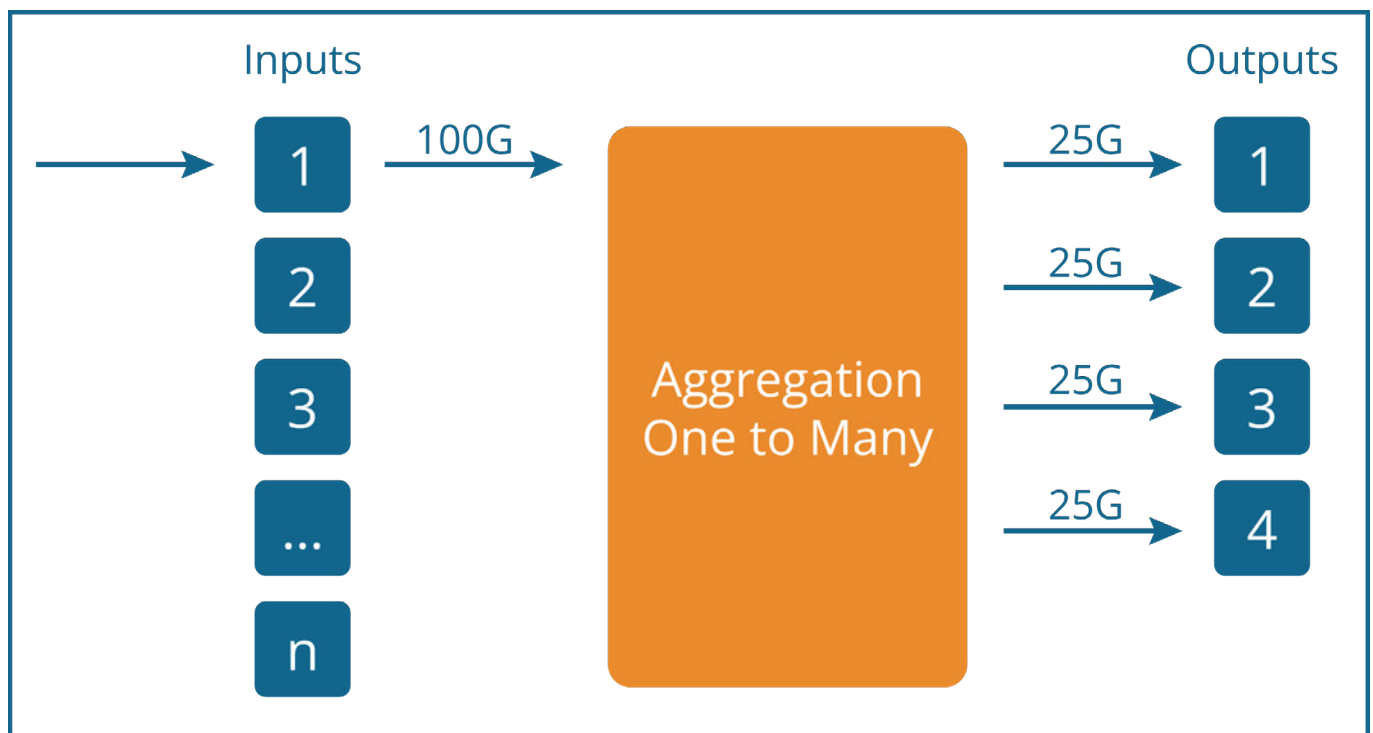 Inputs
Outputs
1
100G
25G
1
2
25G
2
3
Aggregation
One to Many
25G
3
...
25G
4
n